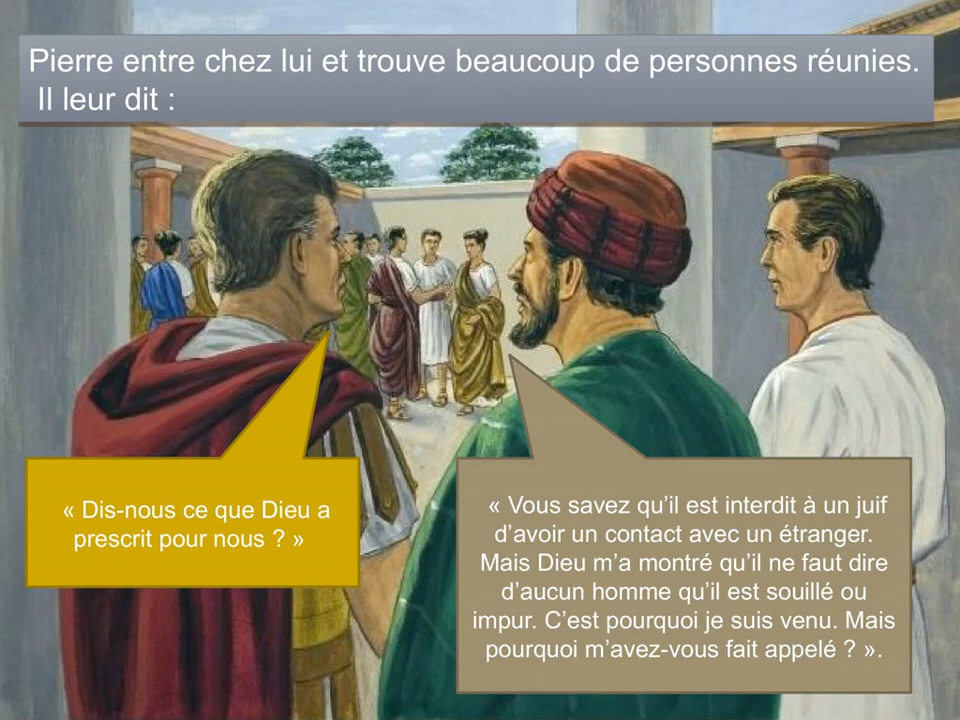 Pierre entre chez lui et trouve beaucoup de personnes réunies.
Il leur dit :
« Dis-nous ce que Dieu a
prescrit pour nous ? »
« Vous savez qu’il est interdit à un juif
d’avoir un contact avec un étranger.
Mais Dieu m’a montré qu’il ne faut dire
d’aucun homme qu’il est souillé ou
impur. C’est pourquoi je suis venu. Mais
pourquoi m’avez-vous fait appelé ? ».